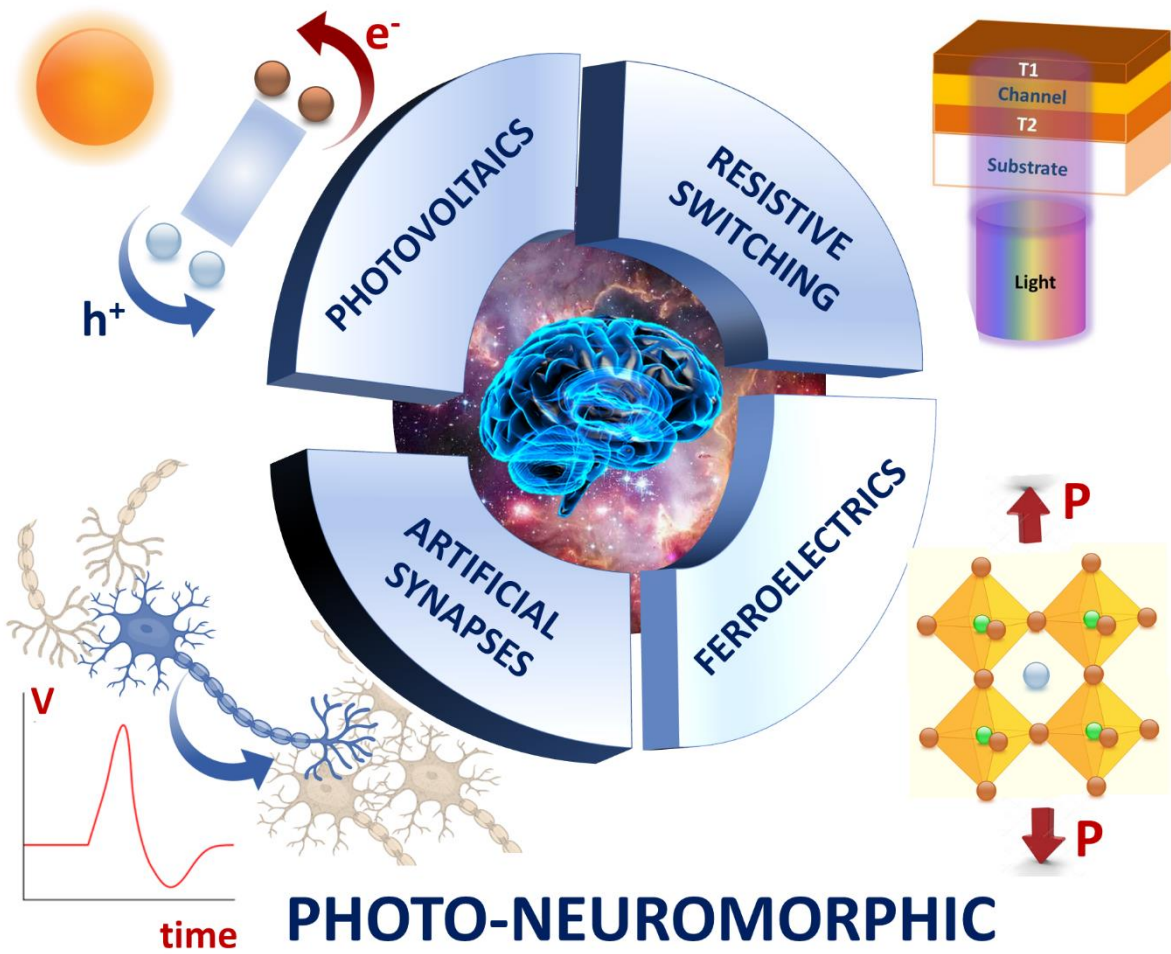 e⁻
h⁺
PHOTOVOLTAICS
RESISTIVE
SWITCHING
T1
Channel
T2
Substrate
Light
ARTIFICIAL
SYNAPSES
FERROELECTRICS
P
P
V
time
PHOTO-NEUROMORPHIC